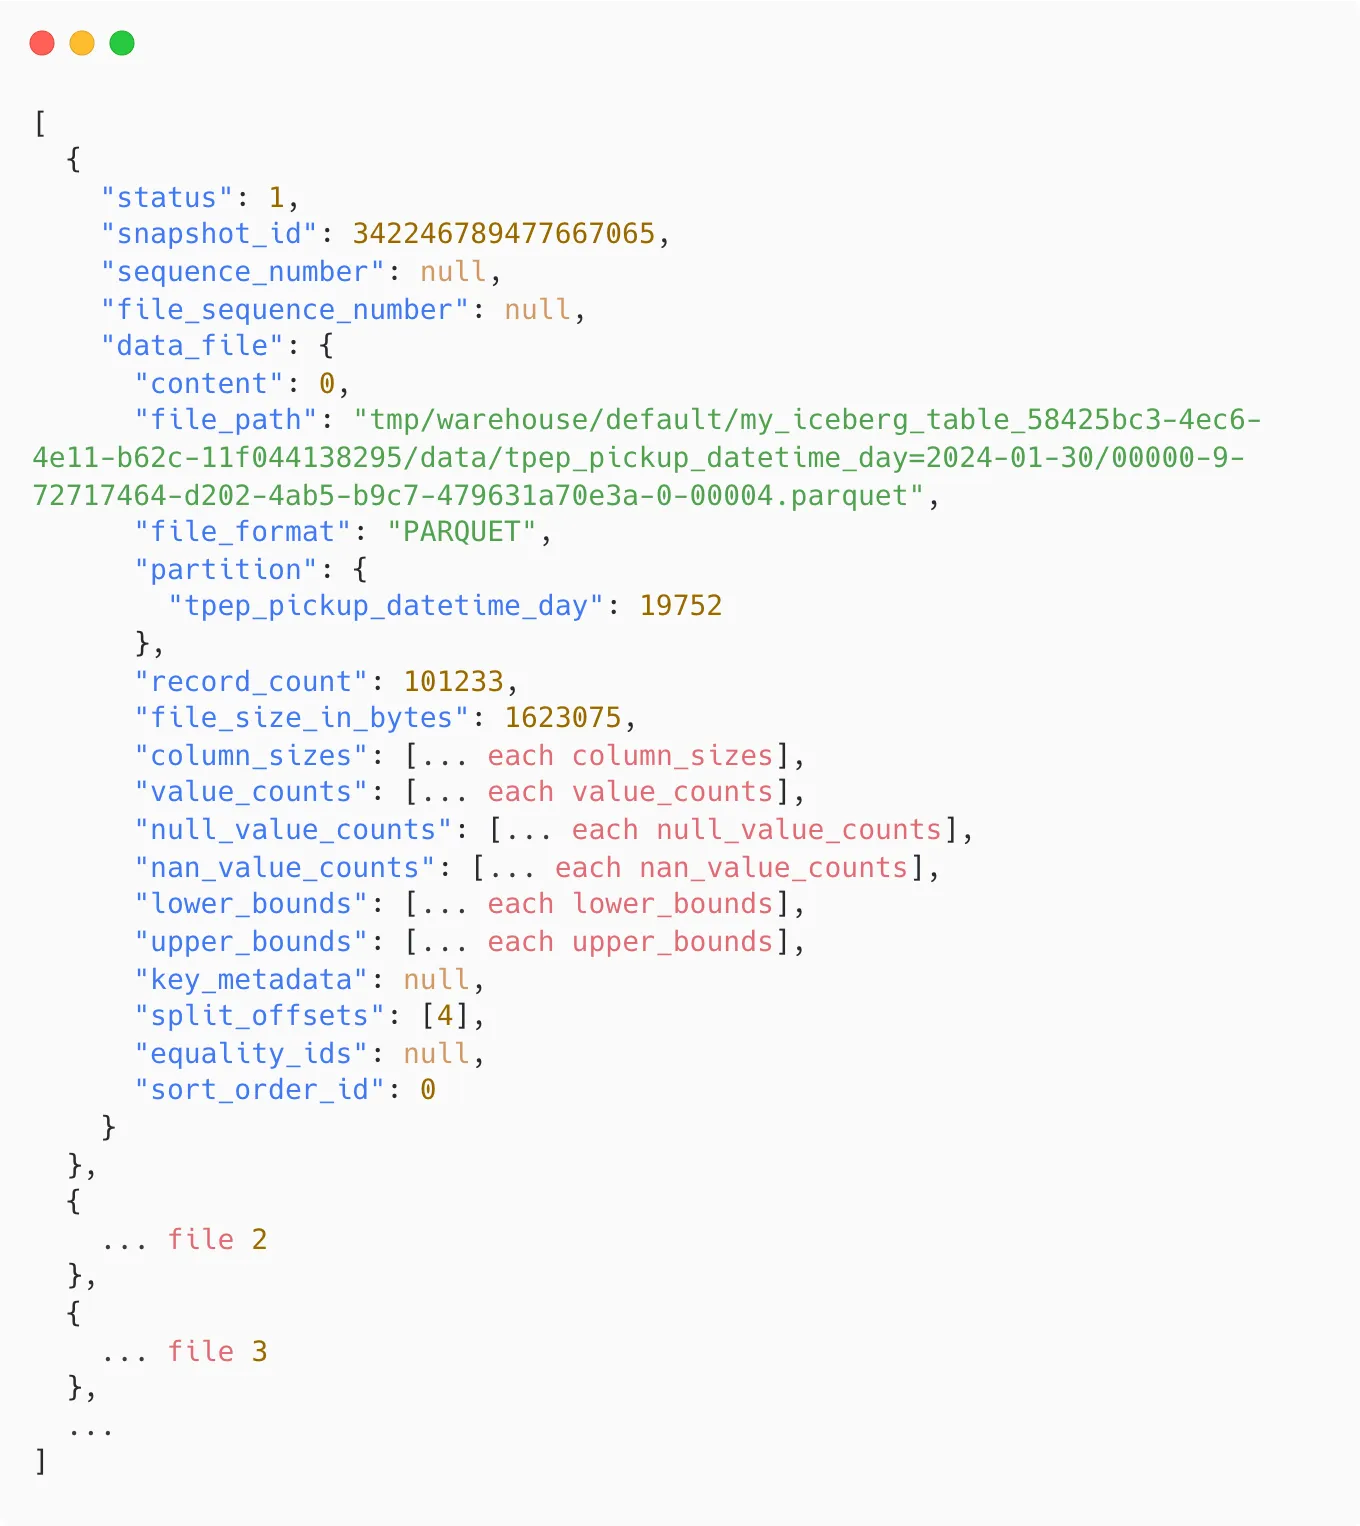 [
  {
    "status": 1,
    "snapshot_id": 342246789477667065,
    "sequence_number": null,
    "file_sequence_number": null,
    "data_file": {
      "content": 0,
      "file_path": "tmp/warehouse/default/my_iceberg_table_58425bc3-4ec6-
4e11-b62c-11f044138295/data/tpep_pickup_datetime_day=2024-01-30/00000-9-
72717464-d202-4ab5-b9c7-479631a70e3a-0-00004.parquet",
      "file_format": "PARQUET",
      "partition": {
        "tpep_pickup_datetime_day": 19752
      },
      "record_count": 101233,
      "file_size_in_bytes": 1623075,
      "column_sizes": [... each column_sizes],
      "value_counts": [... each value_counts],
      "null_value_counts": [... each null_value_counts],
      "nan_value_counts": [... each nan_value_counts],
      "lower_bounds": [... each lower_bounds],
      "upper_bounds": [... each upper_bounds],
      "key_metadata": null,
      "split_offsets": [4],
      "equality_ids": null,
      "sort_order_id": 0
    }
  },
  {
    ... file 2
  },
  {
    ... file 3
  },
  ...
]